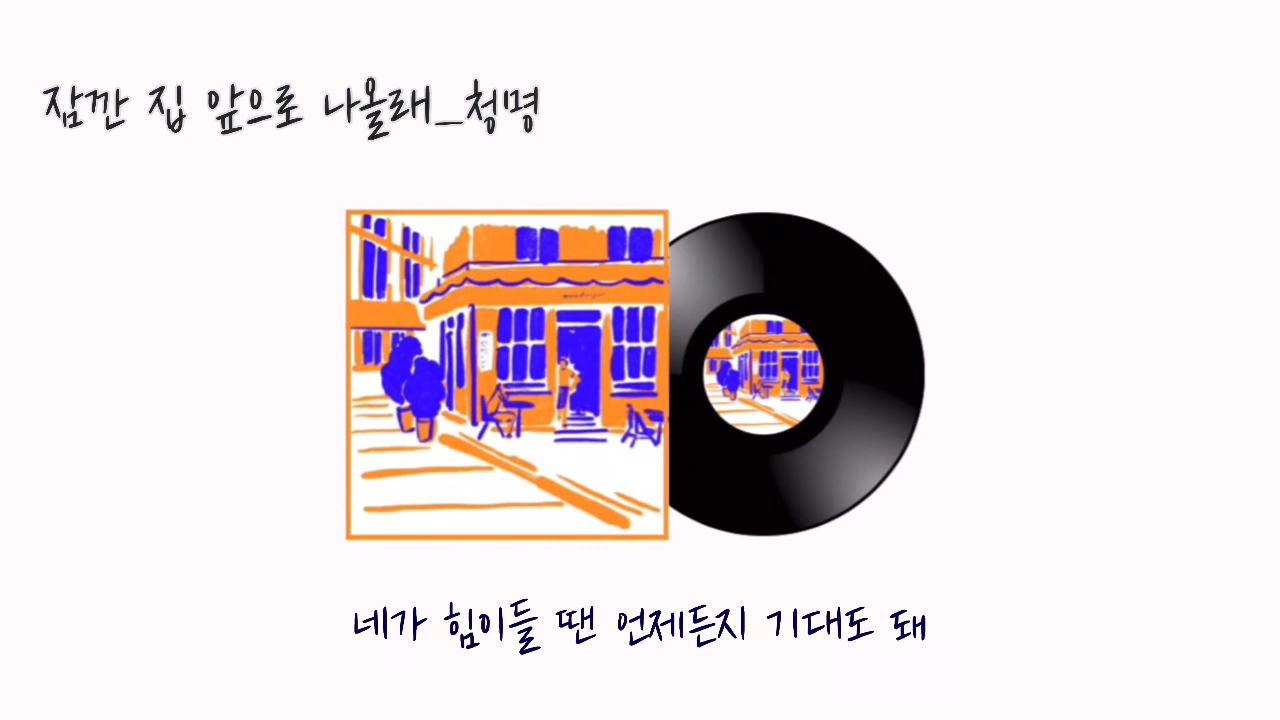 잠깐 집 앞으로 나올래_청명
네가 힘이들 땐 언제든지 기대도 돼